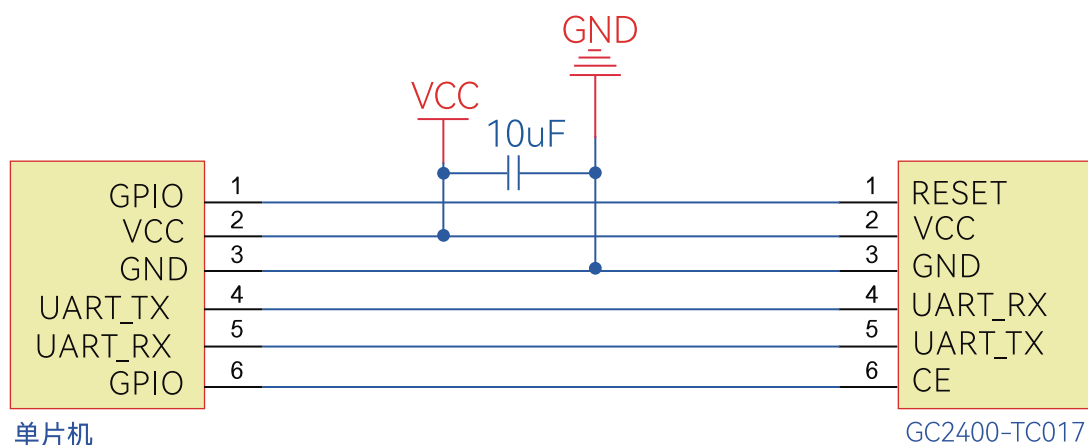 GND
VCC
10uF
GPIO 1 1 RESET
VCC 2 2 VCC
GND 3 3 GND
UART_TX 4 4 UART_RX
UART_RX 5 5 UART_TX
GPIO 6 6 CE
单片机 GC2400-TC017